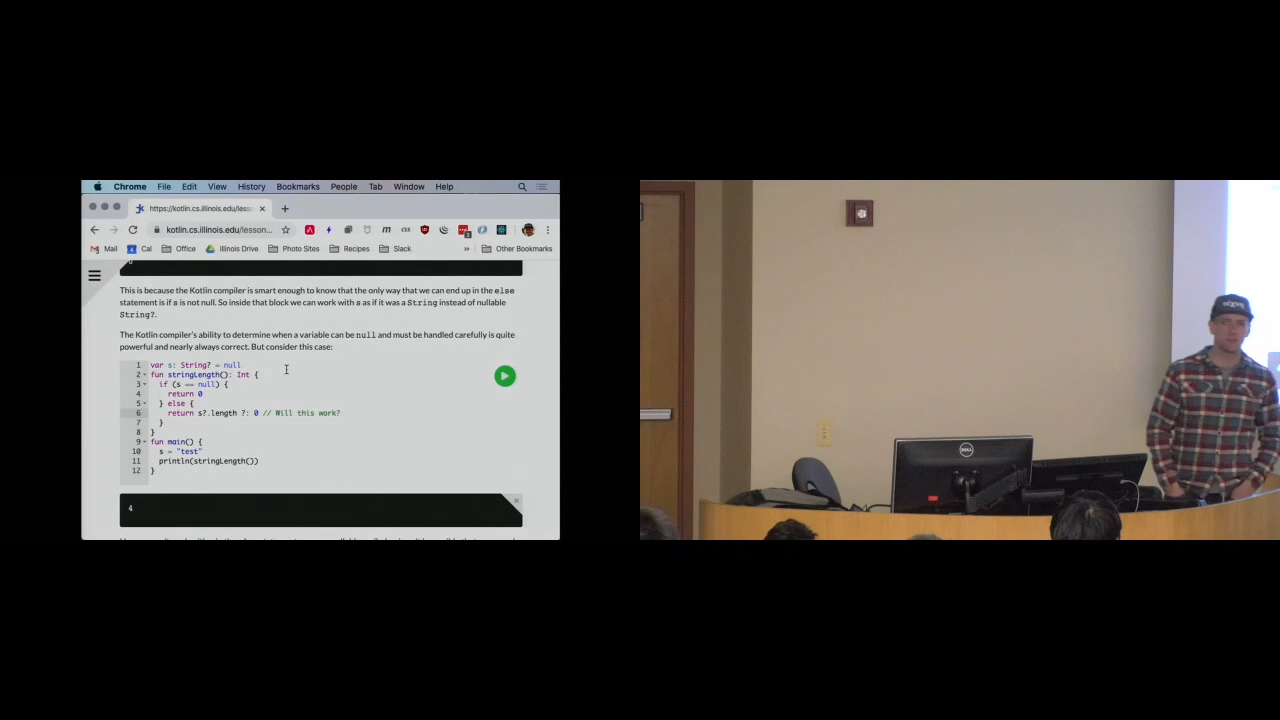 Chrome File Edit View History Bookmarks People Tab Window Help
https://kotlin.cs.illinois.edu/less
kotlin.cs.illinois.edu/lesson...
Mail Cal Office Illinois Drive Photo Sites Recipes Slack » Other Bookmarks
This is because the Kotlin compiler is smart enough to know that the only way that we can end up in the else
statement is if s is not null. So inside that block we can work with s as if it was a String instead of nullable
String?.
The Kotlin compiler's ability to determine when a variable can be null and must be handled carefully is quite
powerful and nearly always correct. But consider this case:
1 var s: String? = null
2 fun stringLength(): Int {
3 if (s == null) {
4 return 0
5 } else {
6 return s?.length ?: 0 // Will this work?
7 }
8 }
9 fun main() {
10 s = "test"
11 println(stringLength())
12 }
4
DELL